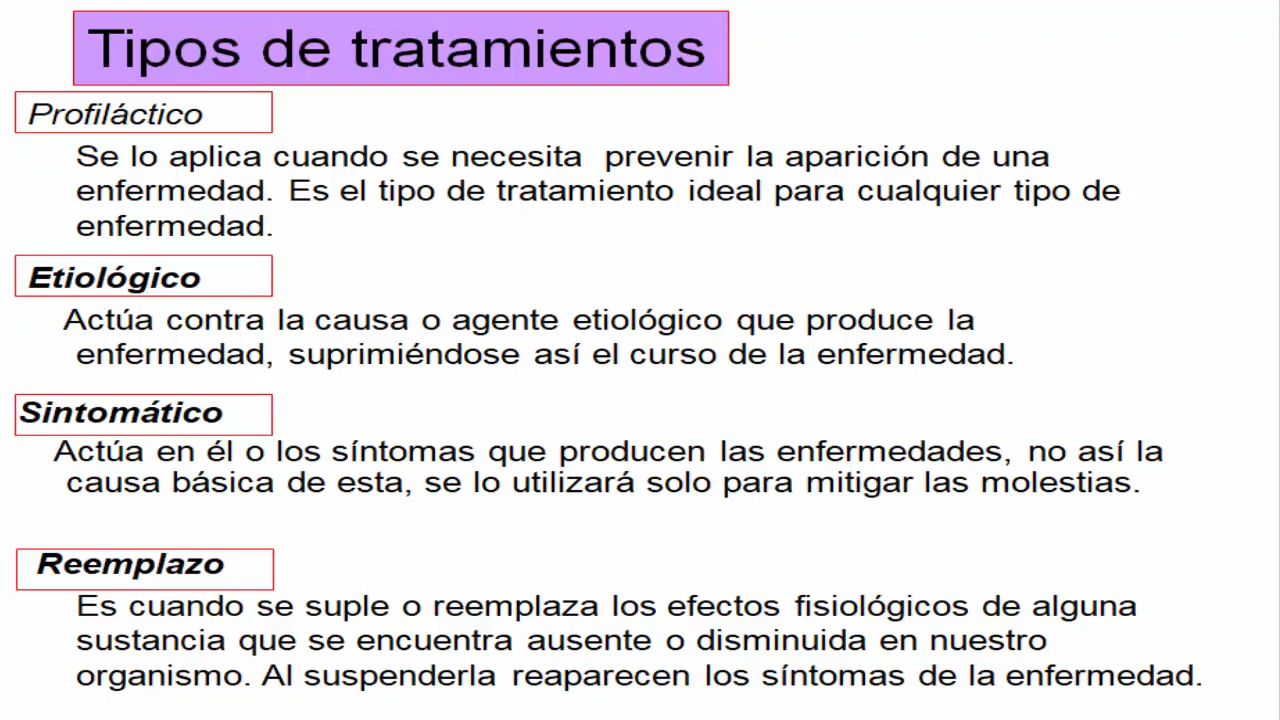 Tipos de tratamientos
Profiláctico
Se lo aplica cuando se necesita prevenir la aparición de una
enfermedad. Es el tipo de tratamiento ideal para cualquier tipo de
enfermedad.
Etiológico
Actúa contra la causa o agente etiológico que produce la
enfermedad, suprimiéndose así el curso de la enfermedad.
Sintomático
Actúa en él o los síntomas que producen las enfermedades, no así la
causa básica de esta, se lo utilizará solo para mitigar las molestias.
Reemplazo
Es cuando se suple o reemplaza los efectos fisiológicos de alguna
sustancia que se encuentra ausente o disminuida en nuestro
organismo. Al suspenderla reaparecen los síntomas de la enfermedad.